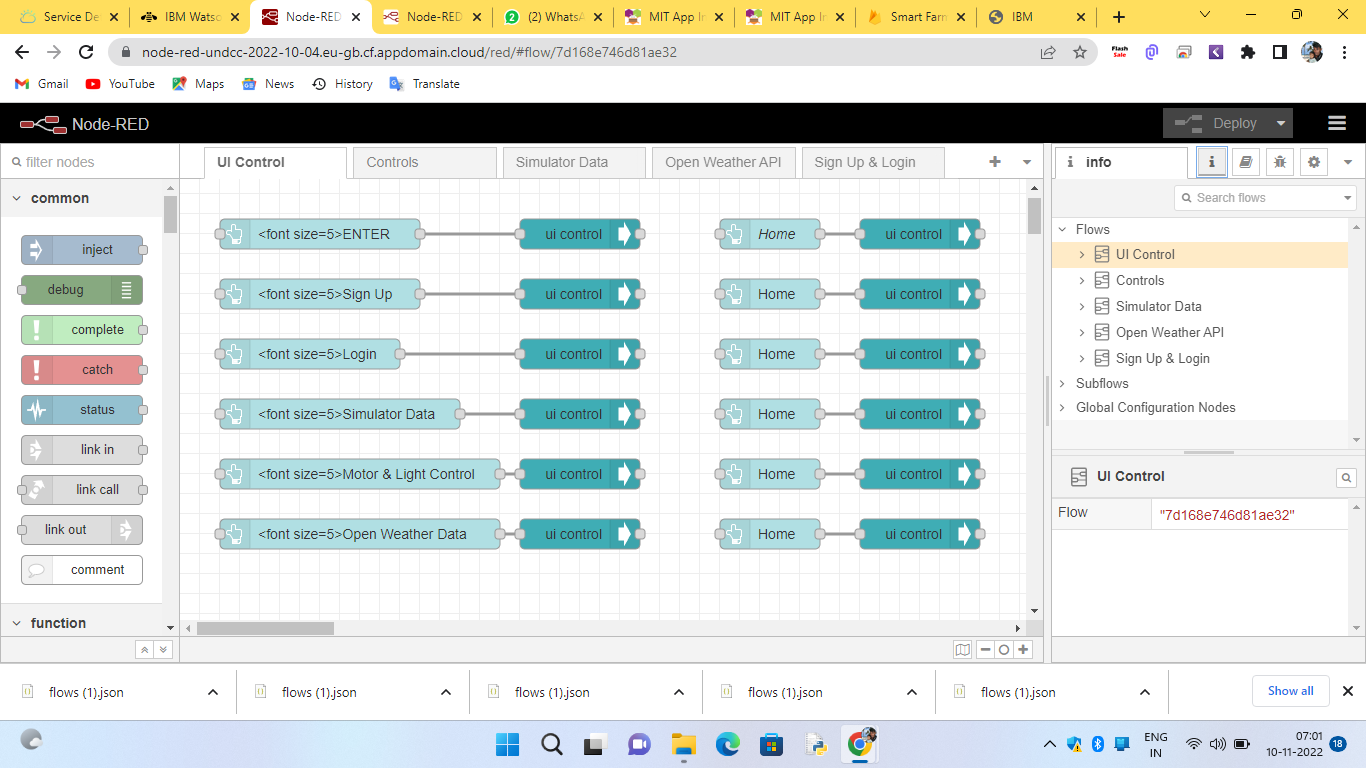 Service De
IBM Watso
Node-RED
Node-RED
(2) WhatsA
MIT App In
MIT App In
Smart Farm
IBM
node-red-undcc-2022-10-04.eu-gb.cf.appdomain.cloud/red/#flow/7d168e746d81ae32
Flash Sale
Gmail YouTube Maps News History Translate
Node-RED
Deploy
filter nodes
UI Control
Controls
Simulator Data
Open Weather API
Sign Up & Login
info
common
Search flows
inject
debug
complete
catch
status
link in
link call
link out
comment
function
<font size=5>ENTER ui control Home ui control
<font size=5>Sign Up ui control Home ui control
<font size=5>Login ui control Home ui control
<font size=5>Simulator Data ui control Home ui control
<font size=5>Motor & Light Control ui control Home ui control
<font size=5>Open Weather Data ui control Home ui control
Flows
UI Control
Controls
Simulator Data
Open Weather API
Sign Up & Login
Subflows
Global Configuration Nodes
UI Control
Flow "7d168e746d81ae32"
flows (1).json
flows (1).json
flows (1).json
flows (1).json
flows (1).json
Show all
ENG
IN
07:01
10-11-2022
18